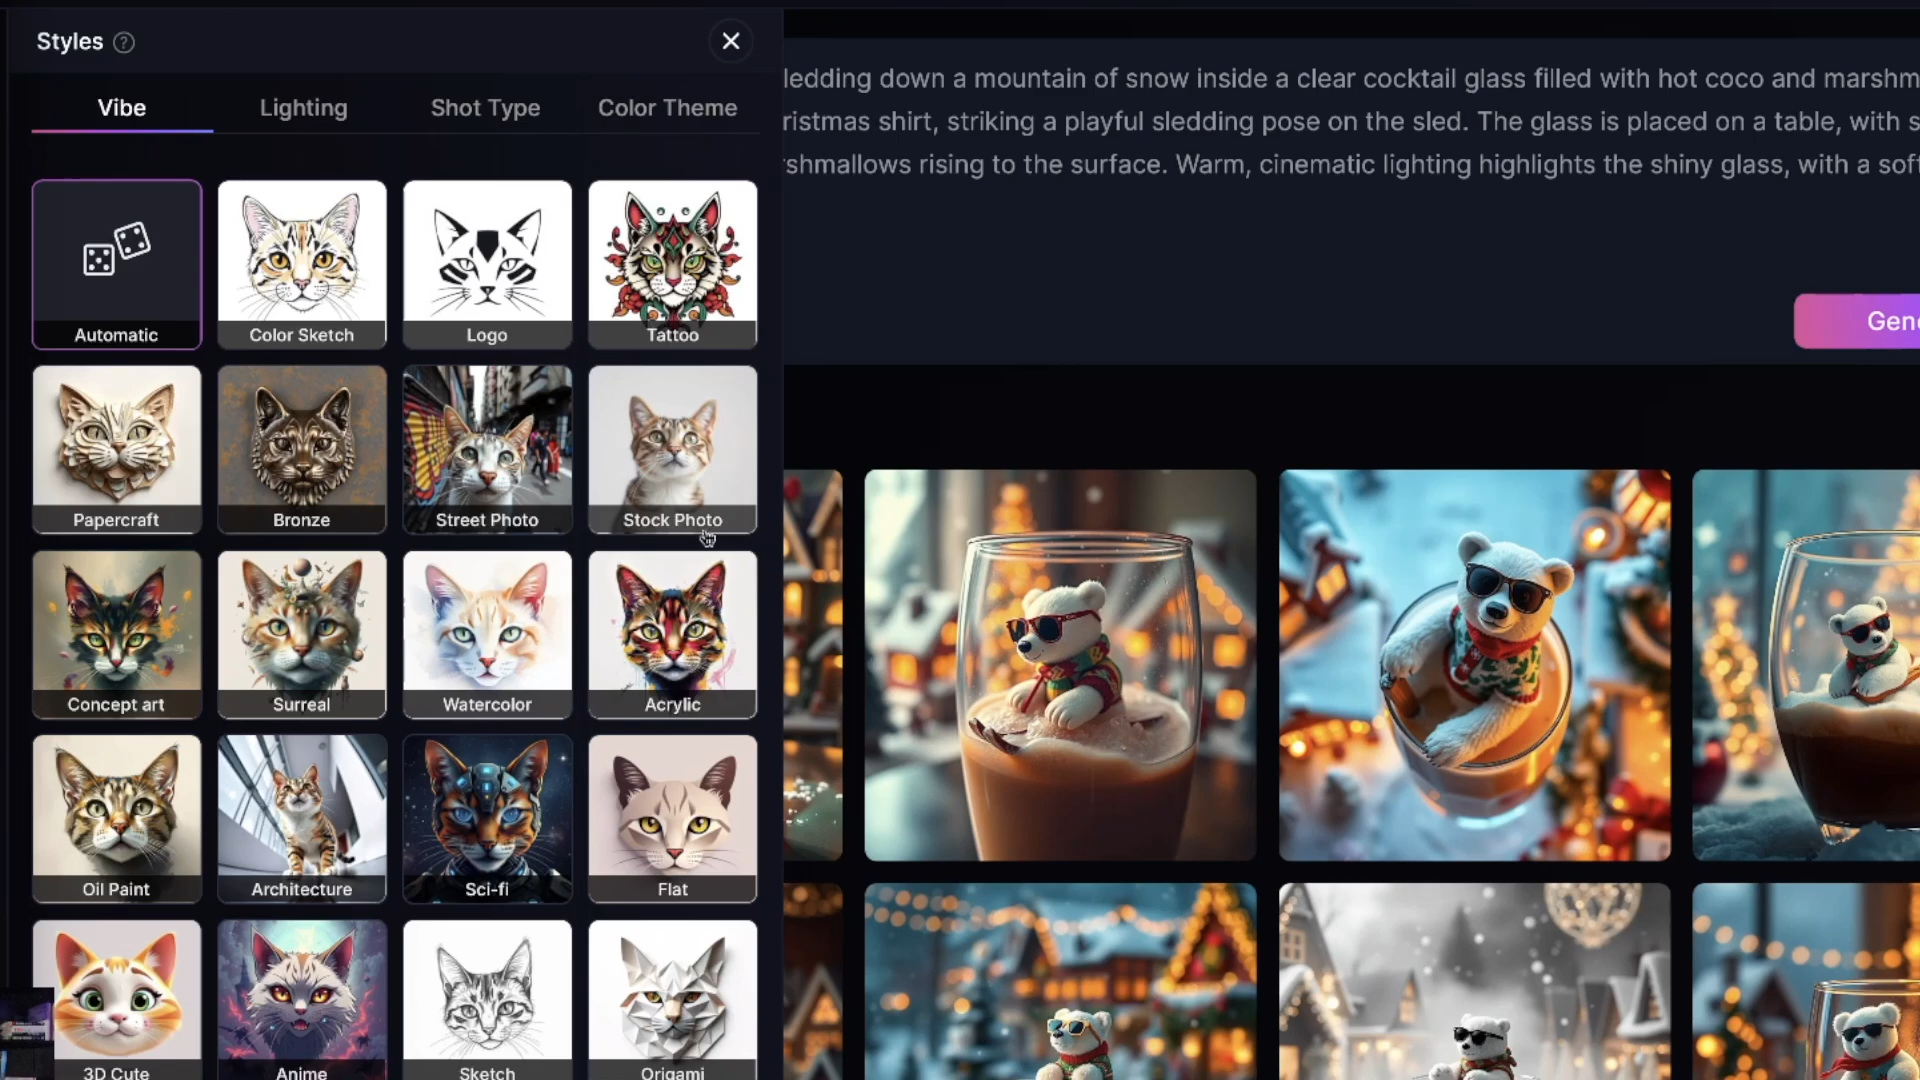 Styles ?
Vibe Lighting Shot Type Color Theme
Automatic Color Sketch Logo Tattoo
Papercraft Bronze Street Photo Stock Photo
Concept art Surreal Watercolor Acrylic
Oil Paint Architecture Sci-fi Flat
3D Cute Anime Sketch Origami
ledding down a mountain of snow inside a clear cocktail glass filled with hot coco and marshm
ristmas shirt, striking a playful sledding pose on the sled. The glass is placed on a table, with s
shmallows rising to the surface. Warm, cinematic lighting highlights the shiny glass, with a soft
Gene